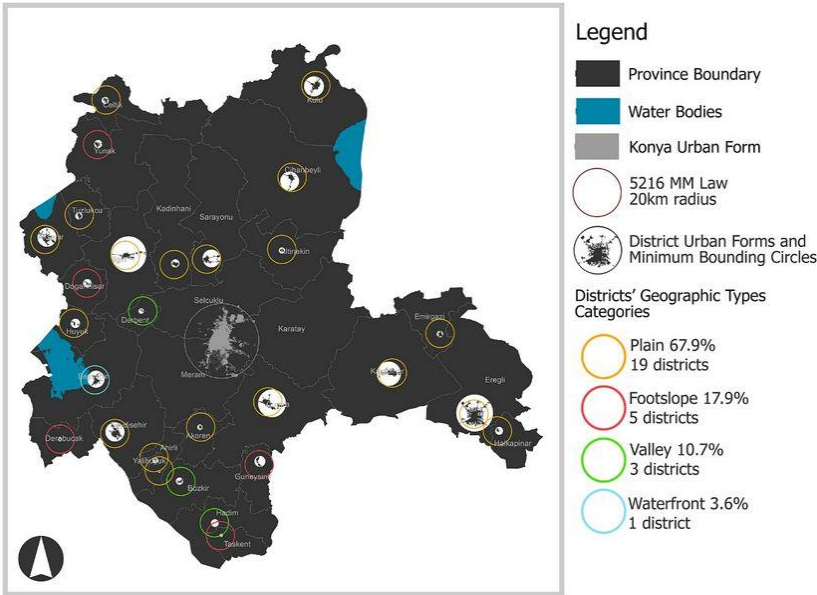 Legend
Province Boundary
Water Bodies
Konya Urban Form
5216 MM Law
20km radius
District Urban Forms and
Minimum Bounding Circles
Districts' Geographic Types
Categories
Plain 67.9%
19 districts
Footslope 17.9%
5 districts
Valley 10.7%
3 districts
Waterfront 3.6%
1 district
Celtik
Kulu
Yunak
Cihanbeyli
Tuzlukcu
Kadinhani
Sarayonu
Altinekin
Doganhisar
Selcuklu
Derbent
Huyuk
Karatay
Emirgazi
Meram
Eregli
Derebucak
Akoren
Ahirli
Yalihuyuk
Halkapinar
Bozkir
Guneysinir
Hadim
Taskent